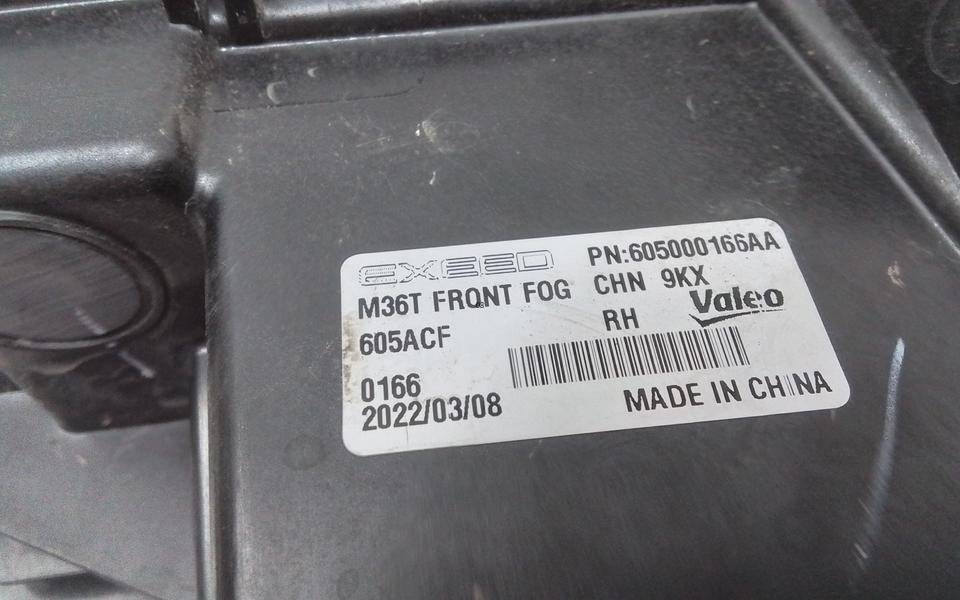 EXEED PN:605000166AA
M36T FRONT FOG CHN 9KX
605ACF RH Valeo
0166
2022/03/08 MADE IN CHINA